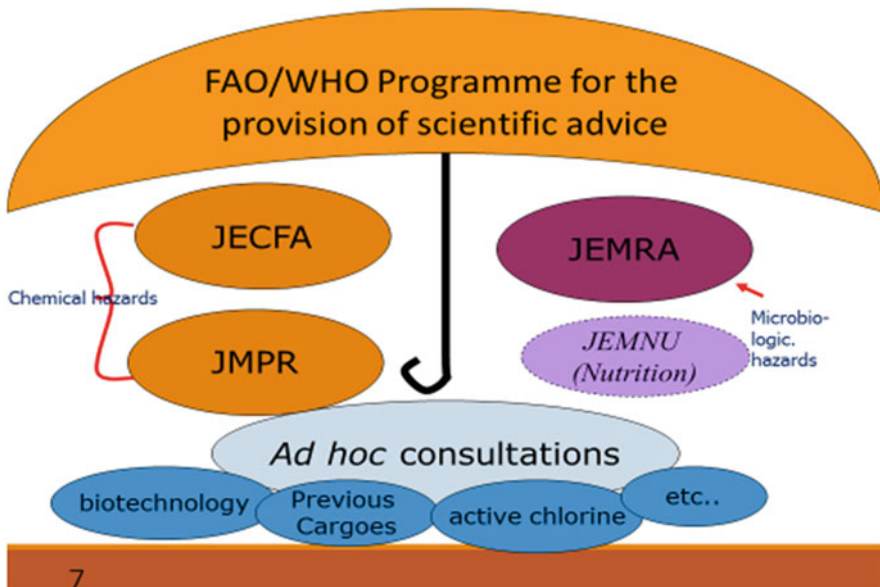 FAO/WHO Programme for the
provision of scientific advice
JECFA
JEMRA
Chemical hazards
JMPR
Microbio-
logic.
hazards
JEMNU
(Nutrition)
Ad hoc consultations
biotechnology
Previous
Cargoes
active chlorine
etc..
7